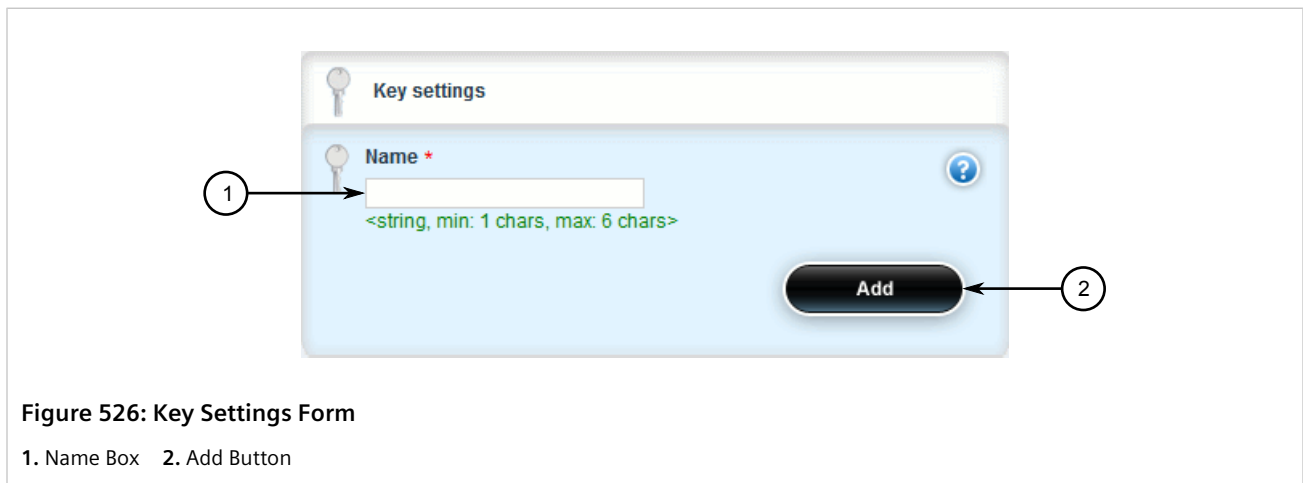 Key settings
Name *
1
<string, min: 1 chars, max: 6 chars>
Add
2
Figure 526: Key Settings Form
1. Name Box 2. Add Button